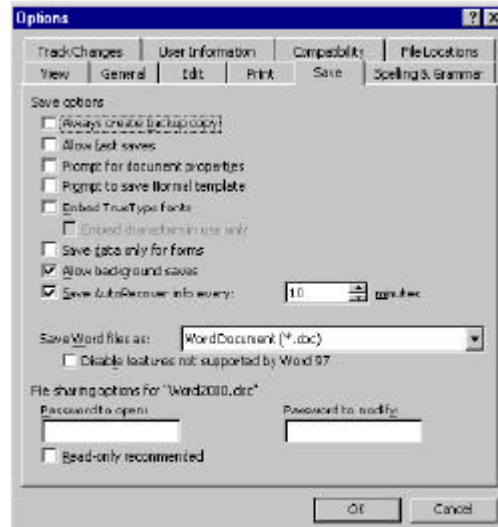 Options
Track Changes User Information Compatibility File Locations
View General Edit Print Save Spelling & Grammar
Save options
Always create backup copy
Allow fast saves
Prompt for document properties
Prompt to save Normal template
Embed TrueType fonts
Embed characters in use only
Save data only for forms
Allow background saves
Save AutoRecover info every: 10 minutes
Save Word files as: Word Document (*.doc)
Disable features not supported by Word 97
File sharing options for "Word2000.doc"
Password to open: Password to modify:
Read-only recommended
OK Cancel